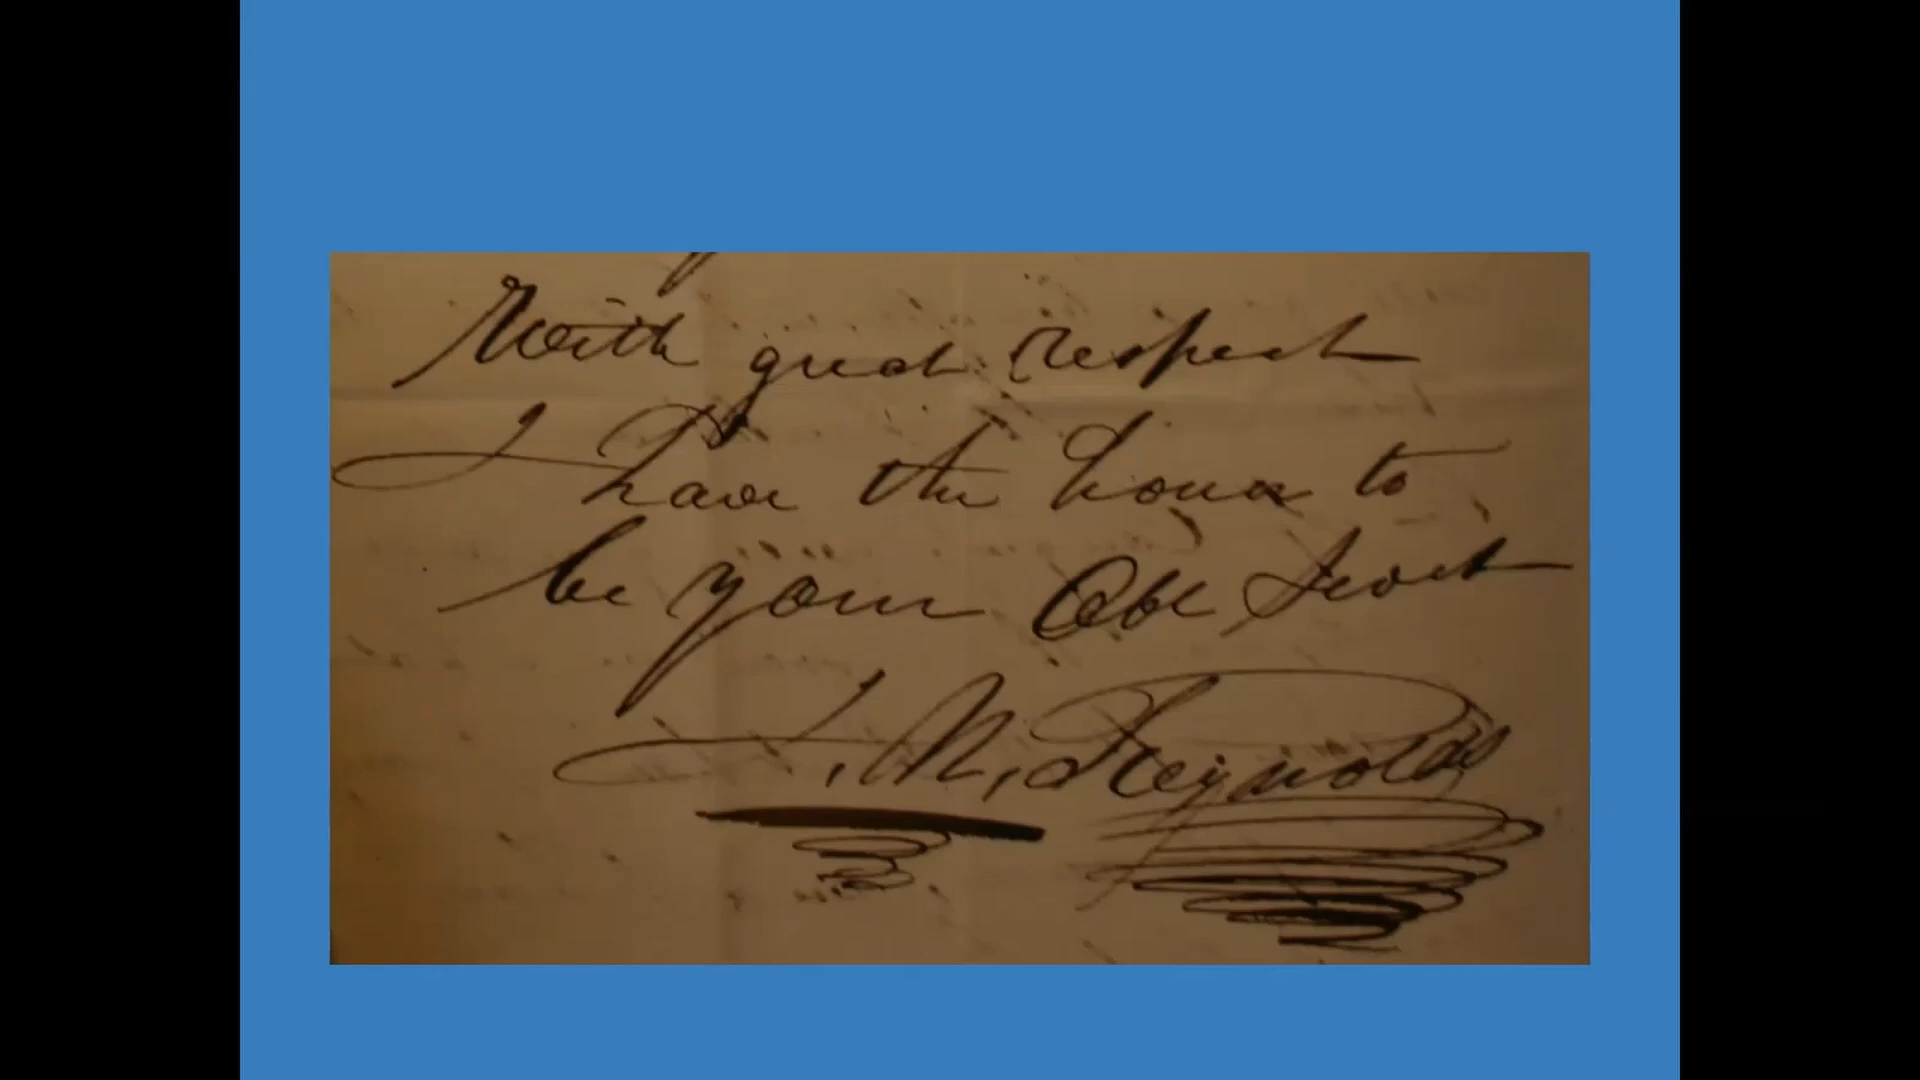 With great respect
I have the honor to
be your Obt Servt
J. N. Reynolds